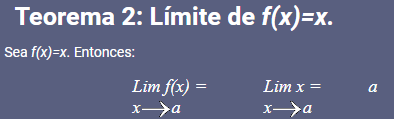 Teorema 2: Límite de f(x)=x.
Sea f(x)=x. Entonces:
Lim f(x) = Lim x = a
x→a x→a